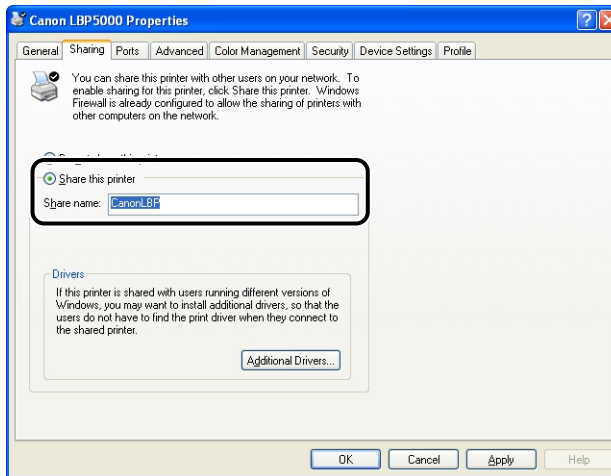 Canon LBP5000 Properties
General Sharing Ports Advanced Color Management Security Device Settings Profile
You can share this printer with other users on your network. To
enable sharing for this printer, click Share this printer. Windows
Firewall is already configured to allow the sharing of printers with
other computers on the network.
Share this printer
Share name: CanonLBP
Drivers
If this printer is shared with users running different versions of
Windows, you may want to install additional drivers, so that the
users do not have to find the print driver when they connect to
the shared printer.
Additional Drivers...
OK Cancel Apply Help